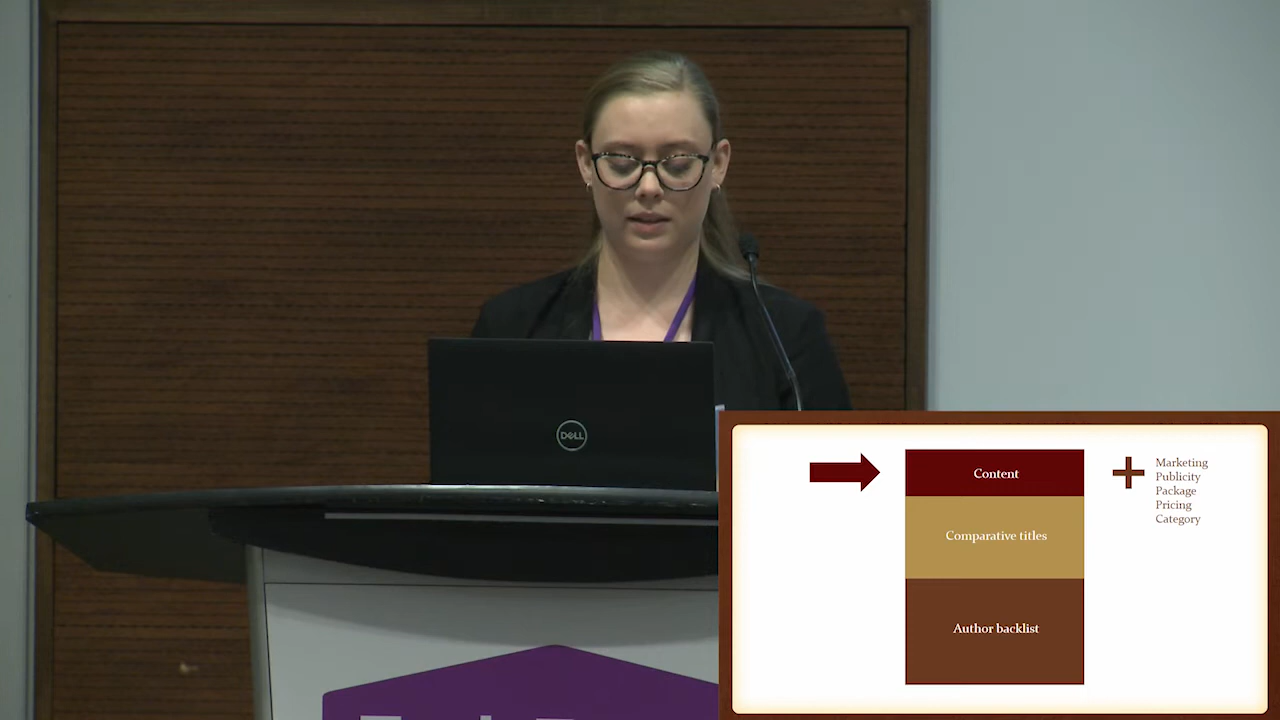 DELL
Content
Comparative titles
Author backlist
Marketing
Publicity
Package
Pricing
Category